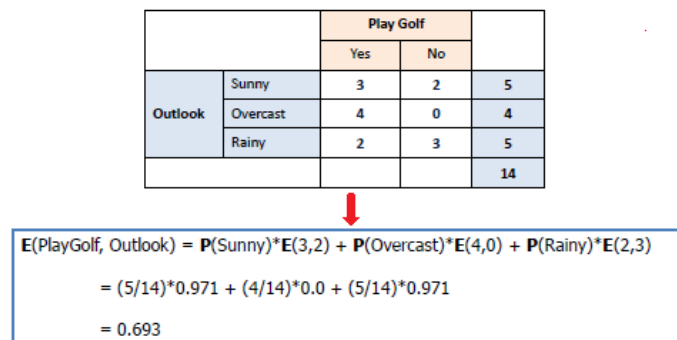 Play Golf
Yes No
Outlook Sunny 3 2 5
Overcast 4 0 4
Rainy 2 3 5
14
E(PlayGolf, Outlook) = P(Sunny)*E(3,2) + P(Overcast)*E(4,0) + P(Rainy)*E(2,3)
= (5/14)*0.971 + (4/14)*0.0 + (5/14)*0.971
= 0.693